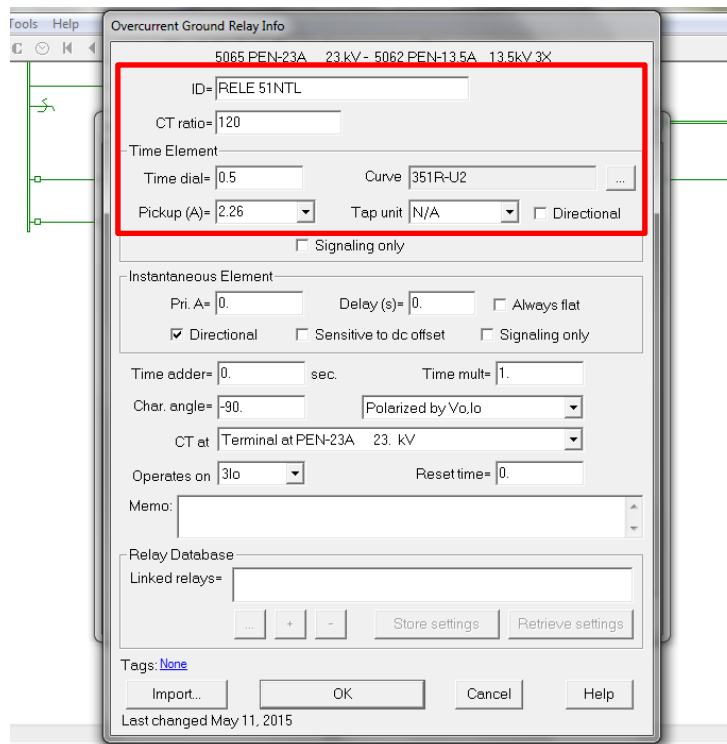 Tools Help
Overcurrent Ground Relay Info
5065 PEN-23A 23.kV - 5062 PEN-13.5A 13.5kV 3X
ID= RELE 51NTL
CT ratio= 120
Time Element
Time dial= 0.5 Curve 351R-U2 ...
Pickup (A)= 2.26 Tap unit N/A Directional
Signaling only
Instantaneous Element
Pri. A= 0. Delay (s)= 0. Always flat
Directional Sensitive to dc offset Signaling only
Time adder= 0. sec. Time mult= 1.
Char. angle= -90. Polarized by Vo,Io
CT at Terminal at PEN-23A 23. kV
Operates on 3Io Reset time= 0.
Memo:
Relay Database
Linked relays=
... + - Store settings Retrieve settings
Tags: None
Import... OK Cancel Help
Last changed May 11, 2015